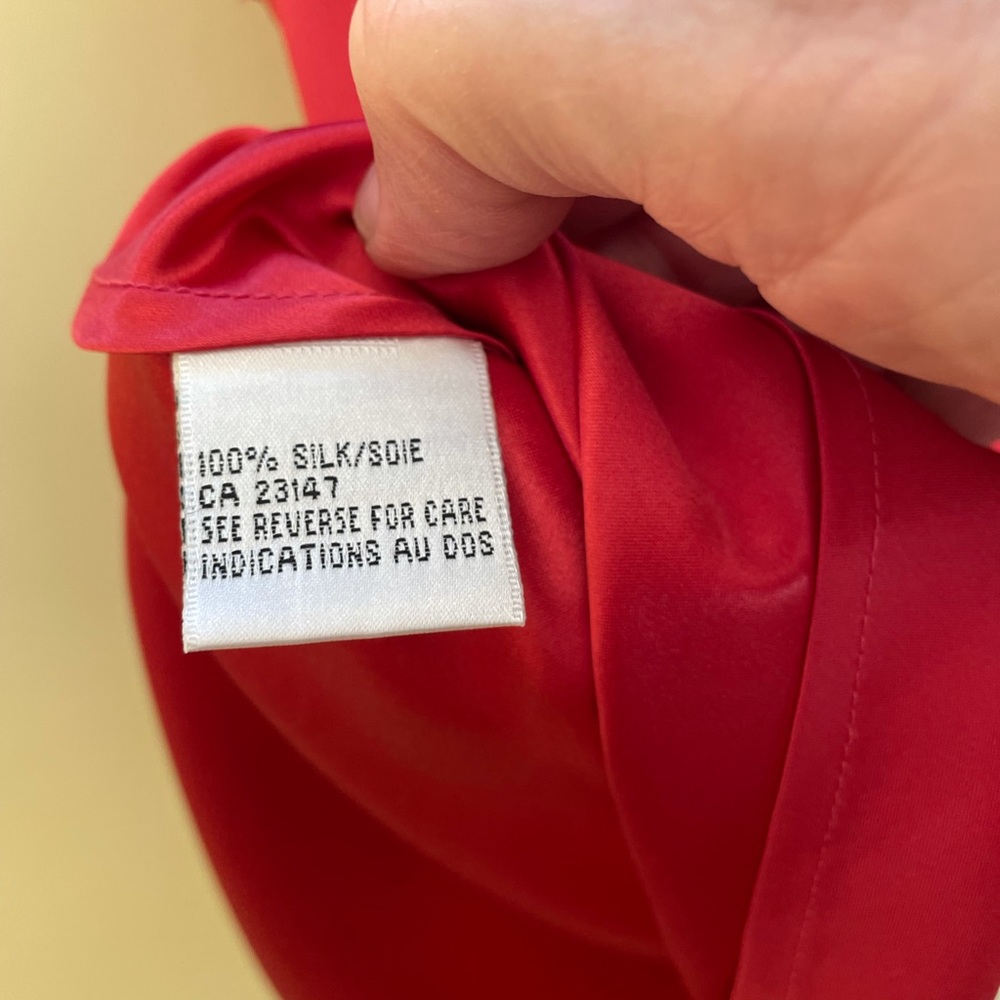 100% SILK/SOIE
CA 23147
SEE REVERSE FOR CARE
INDICATIONS AU DOS